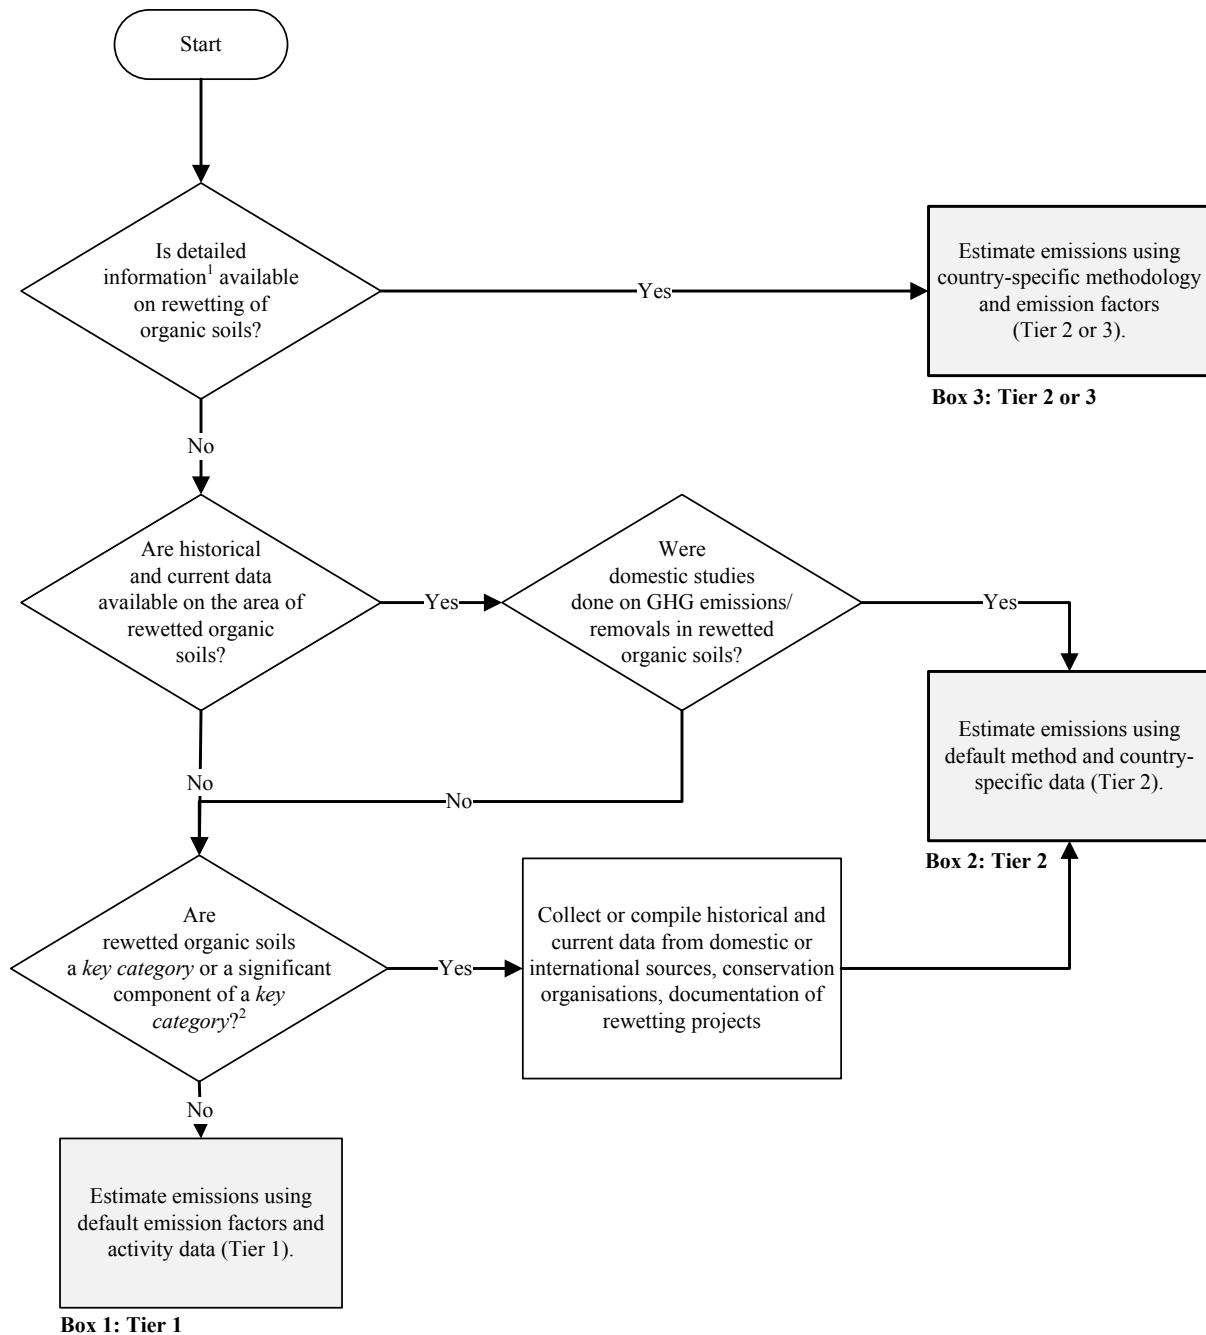 Start
Is detailed
information¹ available
on rewetting of
organic soils?
Yes
Estimate emissions using
country-specific methodology
and emission factors
(Tier 2 or 3).
Box 3: Tier 2 or 3
No
Are historical
and current data
available on the area of
rewetted organic
soils?
Yes
Were
domestic studies
done on GHG emissions/
removals in rewetted
organic soils?
Yes
Estimate emissions using
default method and country-
specific data (Tier 2).
Box 2: Tier 2
No
No
Are
rewetted organic soils
a key category or a significant
component of a key
category?²
Yes
Collect or compile historical and
current data from domestic or
international sources, conservation
organisations, documentation of
rewetting projects
No
Estimate emissions using
default emission factors and
activity data (Tier 1).
Box 1: Tier 1